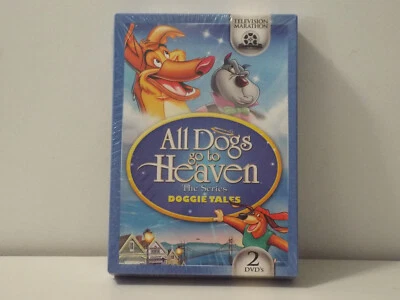 TELEVISION
MARATHON
All Dogs
go to
Heaven
The Series
DOGGIE TALES
2
DVD's